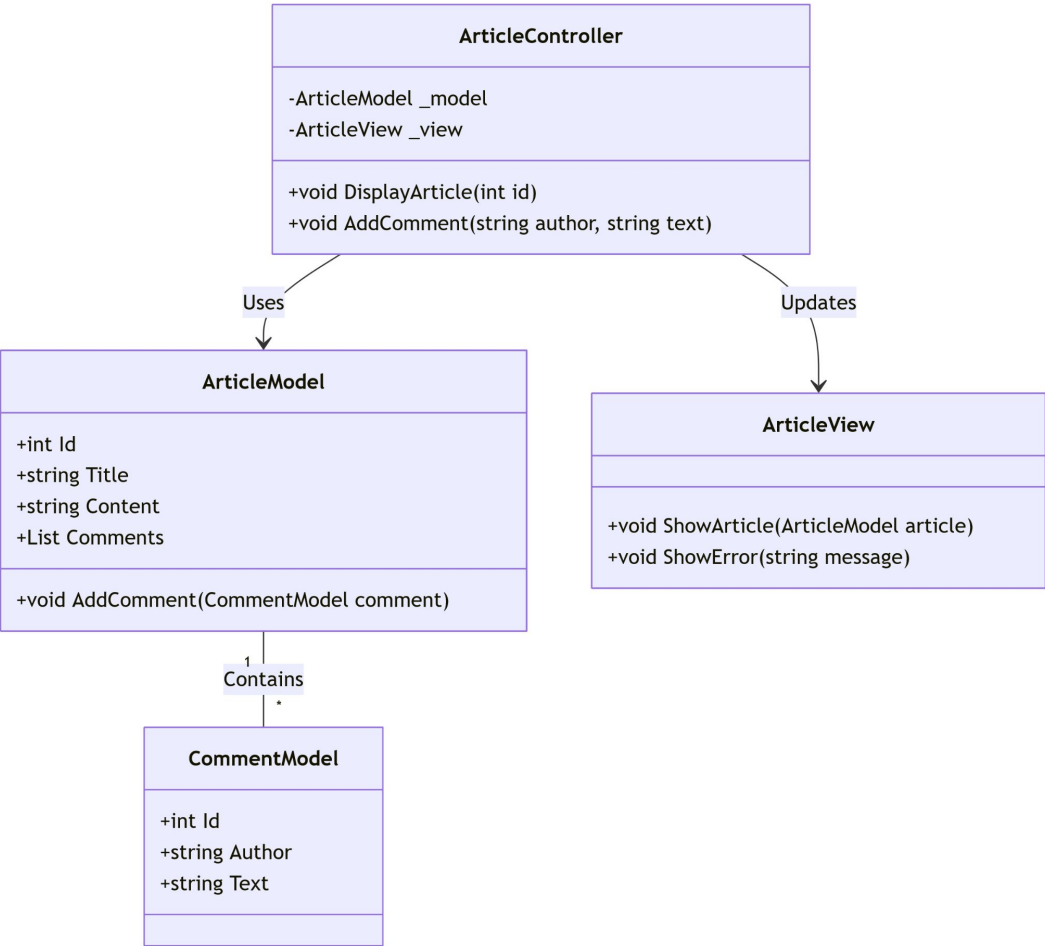 ArticleController
-ArticleModel _model
-ArticleView _view
+void DisplayArticle(int id)
+void AddComment(string author, string text)
Uses
Updates
ArticleModel
+int Id
+string Title
+string Content
+List Comments
+void AddComment(CommentModel comment)
ArticleView
+void ShowArticle(ArticleModel article)
+void ShowError(string message)
1
Contains
*
CommentModel
+int Id
+string Author
+string Text